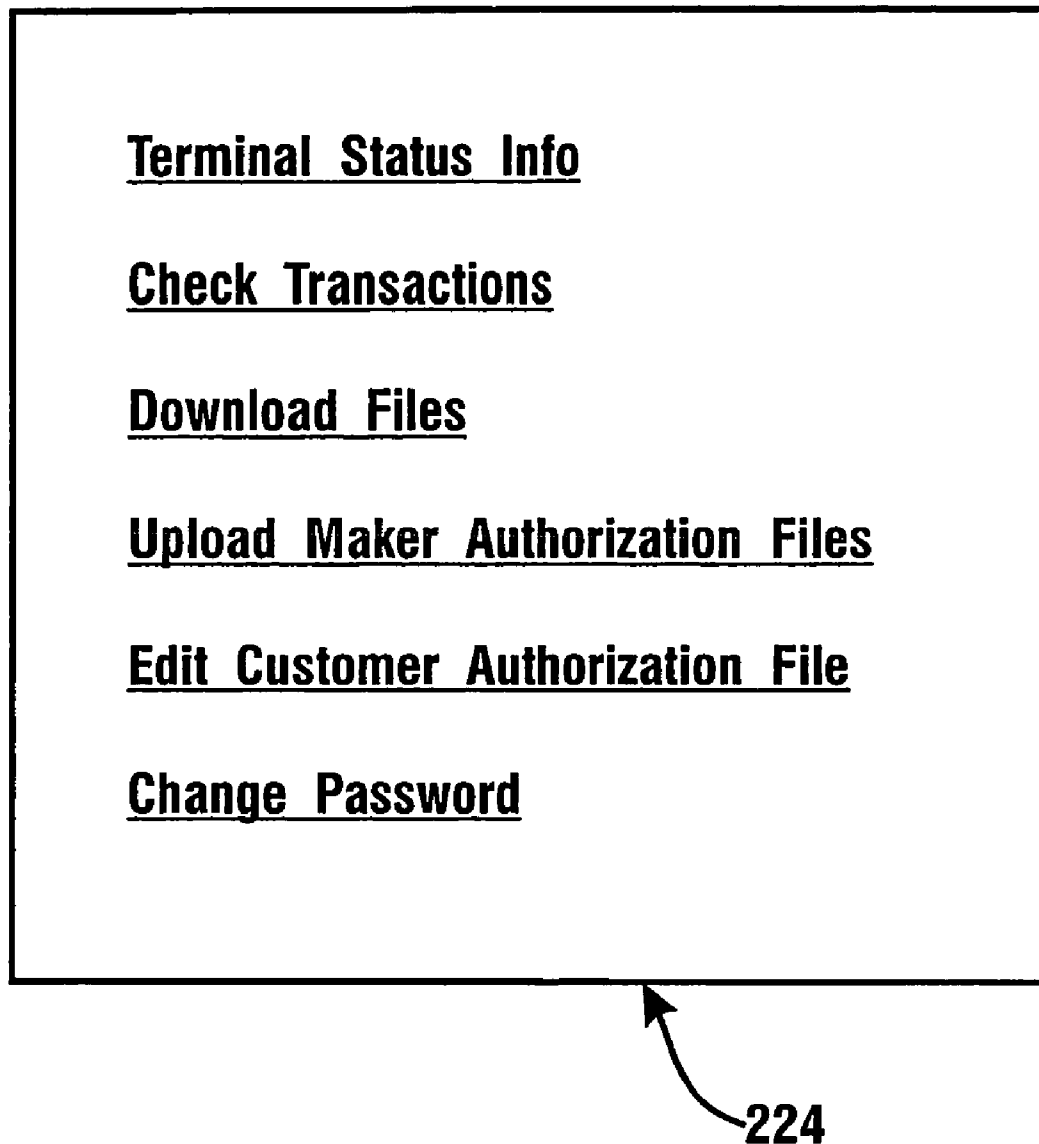 Terminal Status Info
Check Transactions
Download Files
Upload Maker Authorization Files
Edit Customer Authorization File
Change Password
224